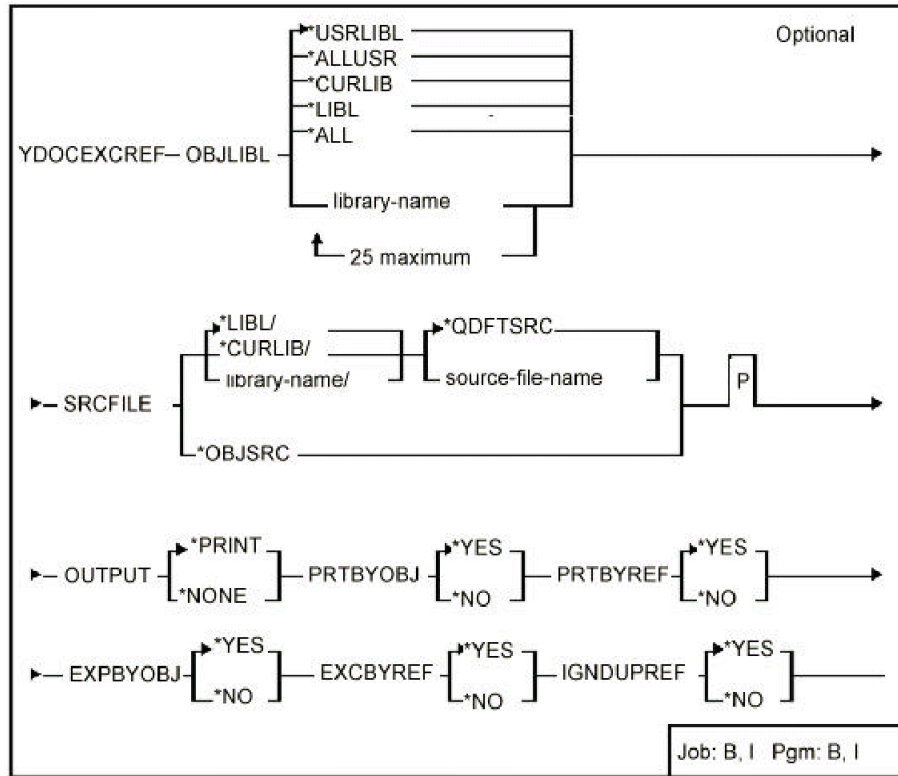 Optional
*USRLIBL
*ALLUSR
*CURLIB
*LIBL
*ALL
YDOCEXCREF OBJLIBL
library-name
25 maximum
*LIBL/ *QDFTSRC
*CURLIB/
library-name/ source-file-name
SRCFILE P
*OBJSRC
*PRINT *YES *YES
OUTPUT PRTBYOBJ PRTBYREF
*NONE *NO *NO
*YES *YES *YES
EXPBYOBJ EXCBYREF IGNDUPREF
*NO *NO *NO
Job: B, I Pgm: B, I